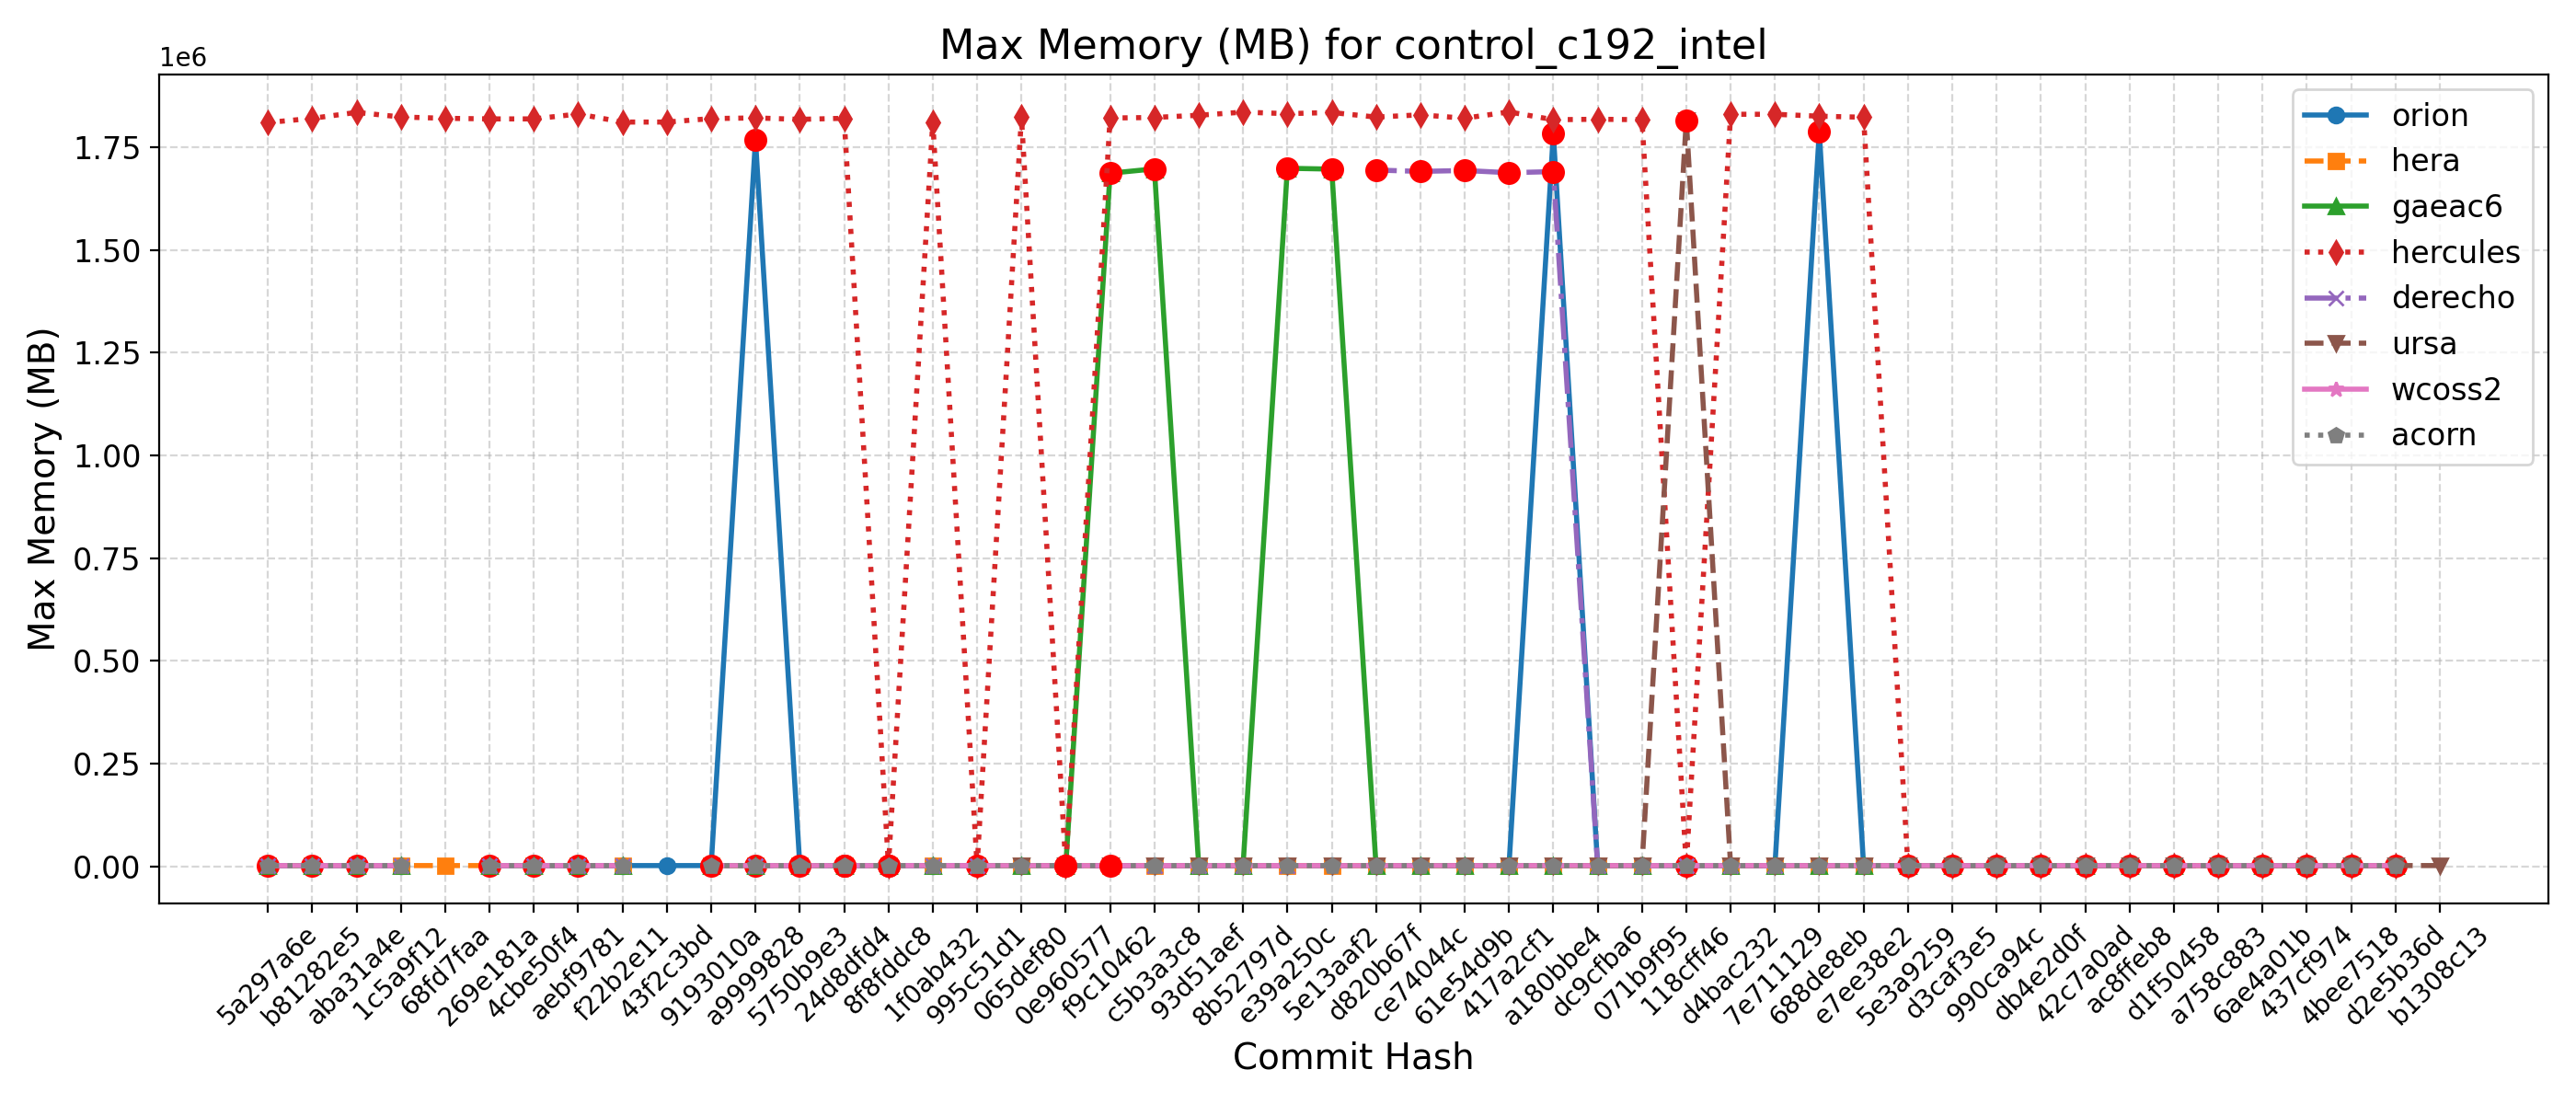 Max Memory (MB) for control_c192_intel
1e6
1.75
1.50
1.25
1.00
0.75
0.50
0.25
0.00
Max Memory (MB)
orion
hera
gaeac6
hercules
derecho
ursa
wcoss2
acorn
5a297a6e
b81282e5
aba31a4e
1c5a9f12
68fd7faa
269e181a
4cbe50f4
aebf9781
f22b2e11
43f2c3bd
9193010a
a9999828
5750b9e3
24d8dfd4
8f8fddc8
1f0ab432
995c51d1
065def80
0e960577
f9c10462
c5b3a3c8
93d51aef
8b52797d
e39a250c
5e13aaf2
d820b67f
ce74044c
61e54d9b
417a2cf1
a180bbe4
dc9cfba6
071b9f95
118cff46
d4bac232
7e711129
688de8eb
e7ee38e2
5e3a9259
d3caf3e5
990ca94c
db4e2d0f
42c7a0ad
ac8ffeb8
d1f50458
a758c883
6ae4a01b
437cf974
4bee7518
d2e5b36d
b1308c13
Commit Hash